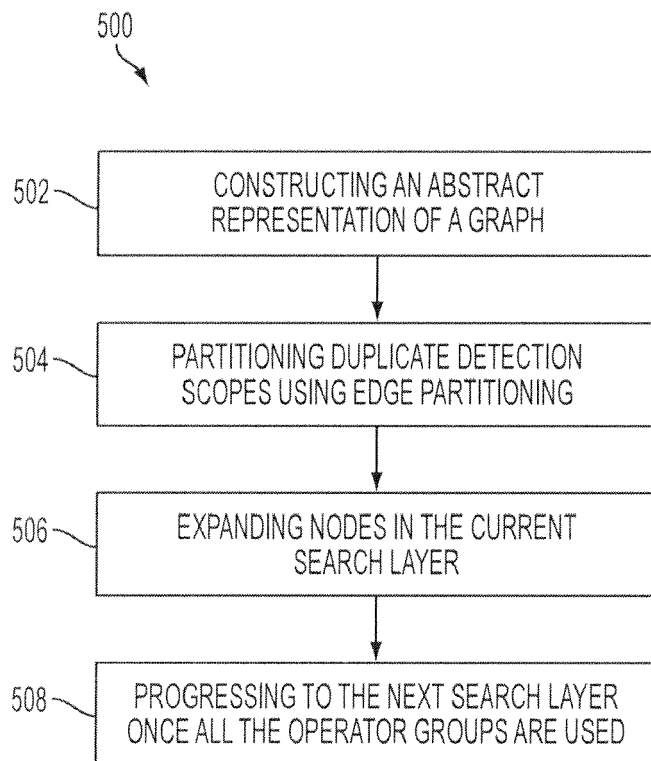 500
502
CONSTRUCTING AN ABSTRACT
REPRESENTATION OF A GRAPH
504
PARTITIONING DUPLICATE DETECTION
SCOPES USING EDGE PARTITIONING
506
EXPANDING NODES IN THE CURRENT
SEARCH LAYER
508
PROGRESSING TO THE NEXT SEARCH LAYER
ONCE ALL THE OPERATOR GROUPS ARE USED